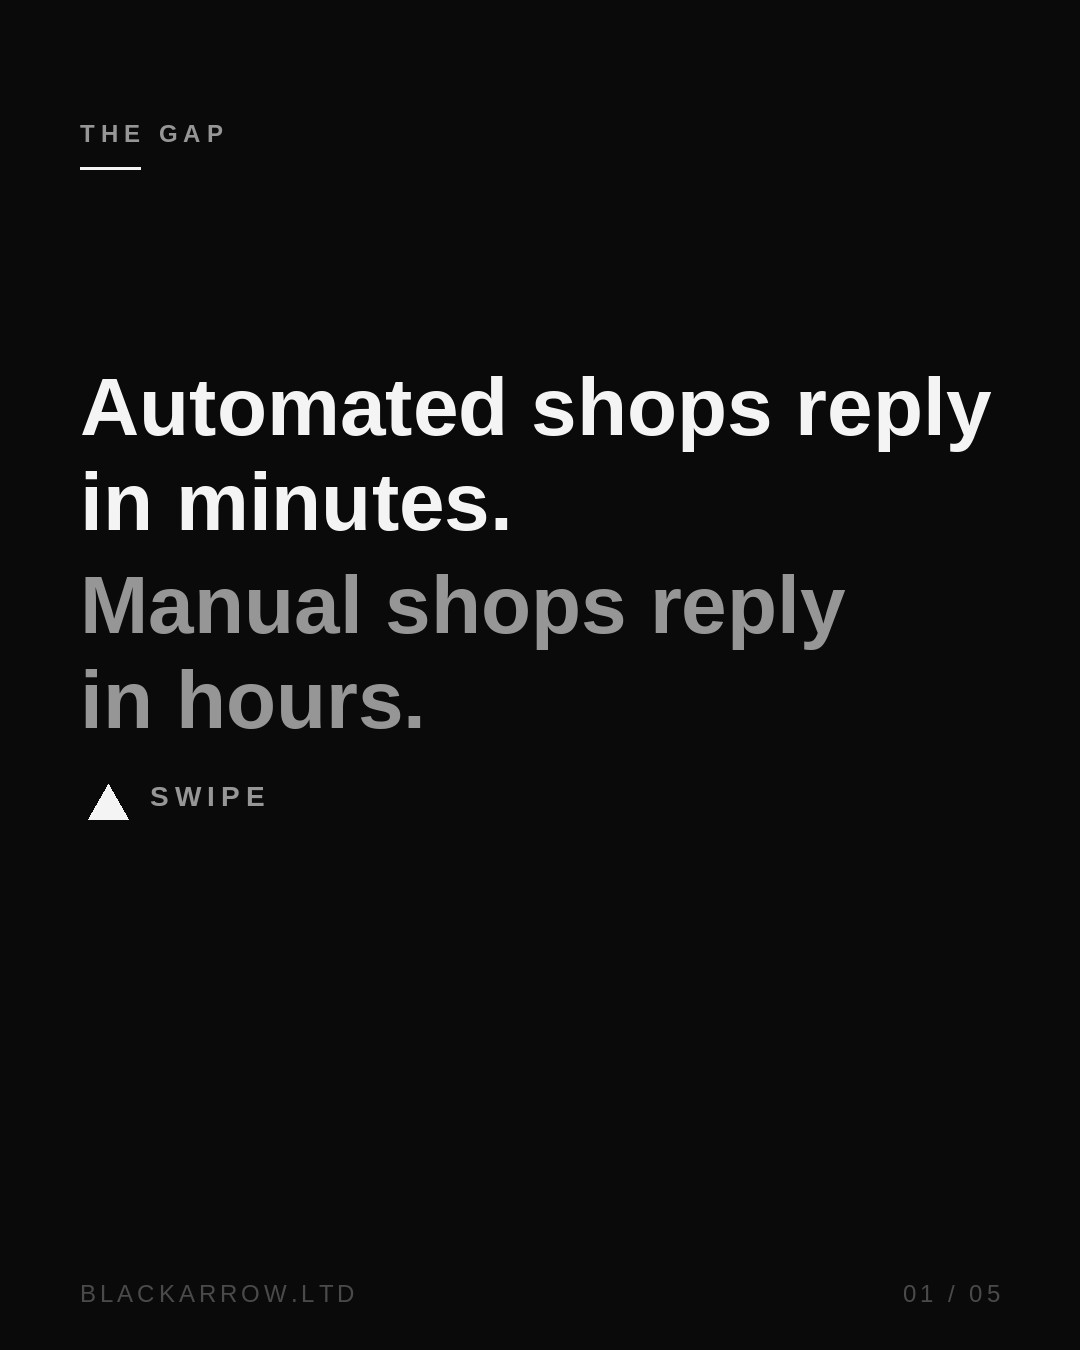 THE GAP
Automated shops reply
in minutes.
Manual shops reply
in hours.
SWIPE
BLACKARROW.LTD
01 / 05